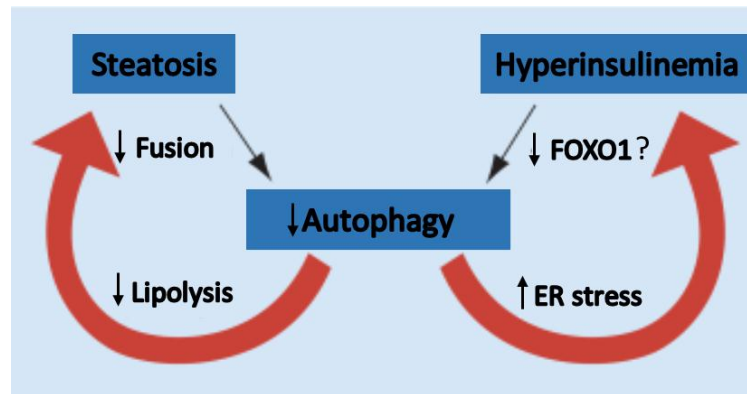 Steatosis
Hyperinsulinemia
↓ Fusion
↓ FOXO1?
↓Autophagy
↓ Lipolysis
↑ ER stress